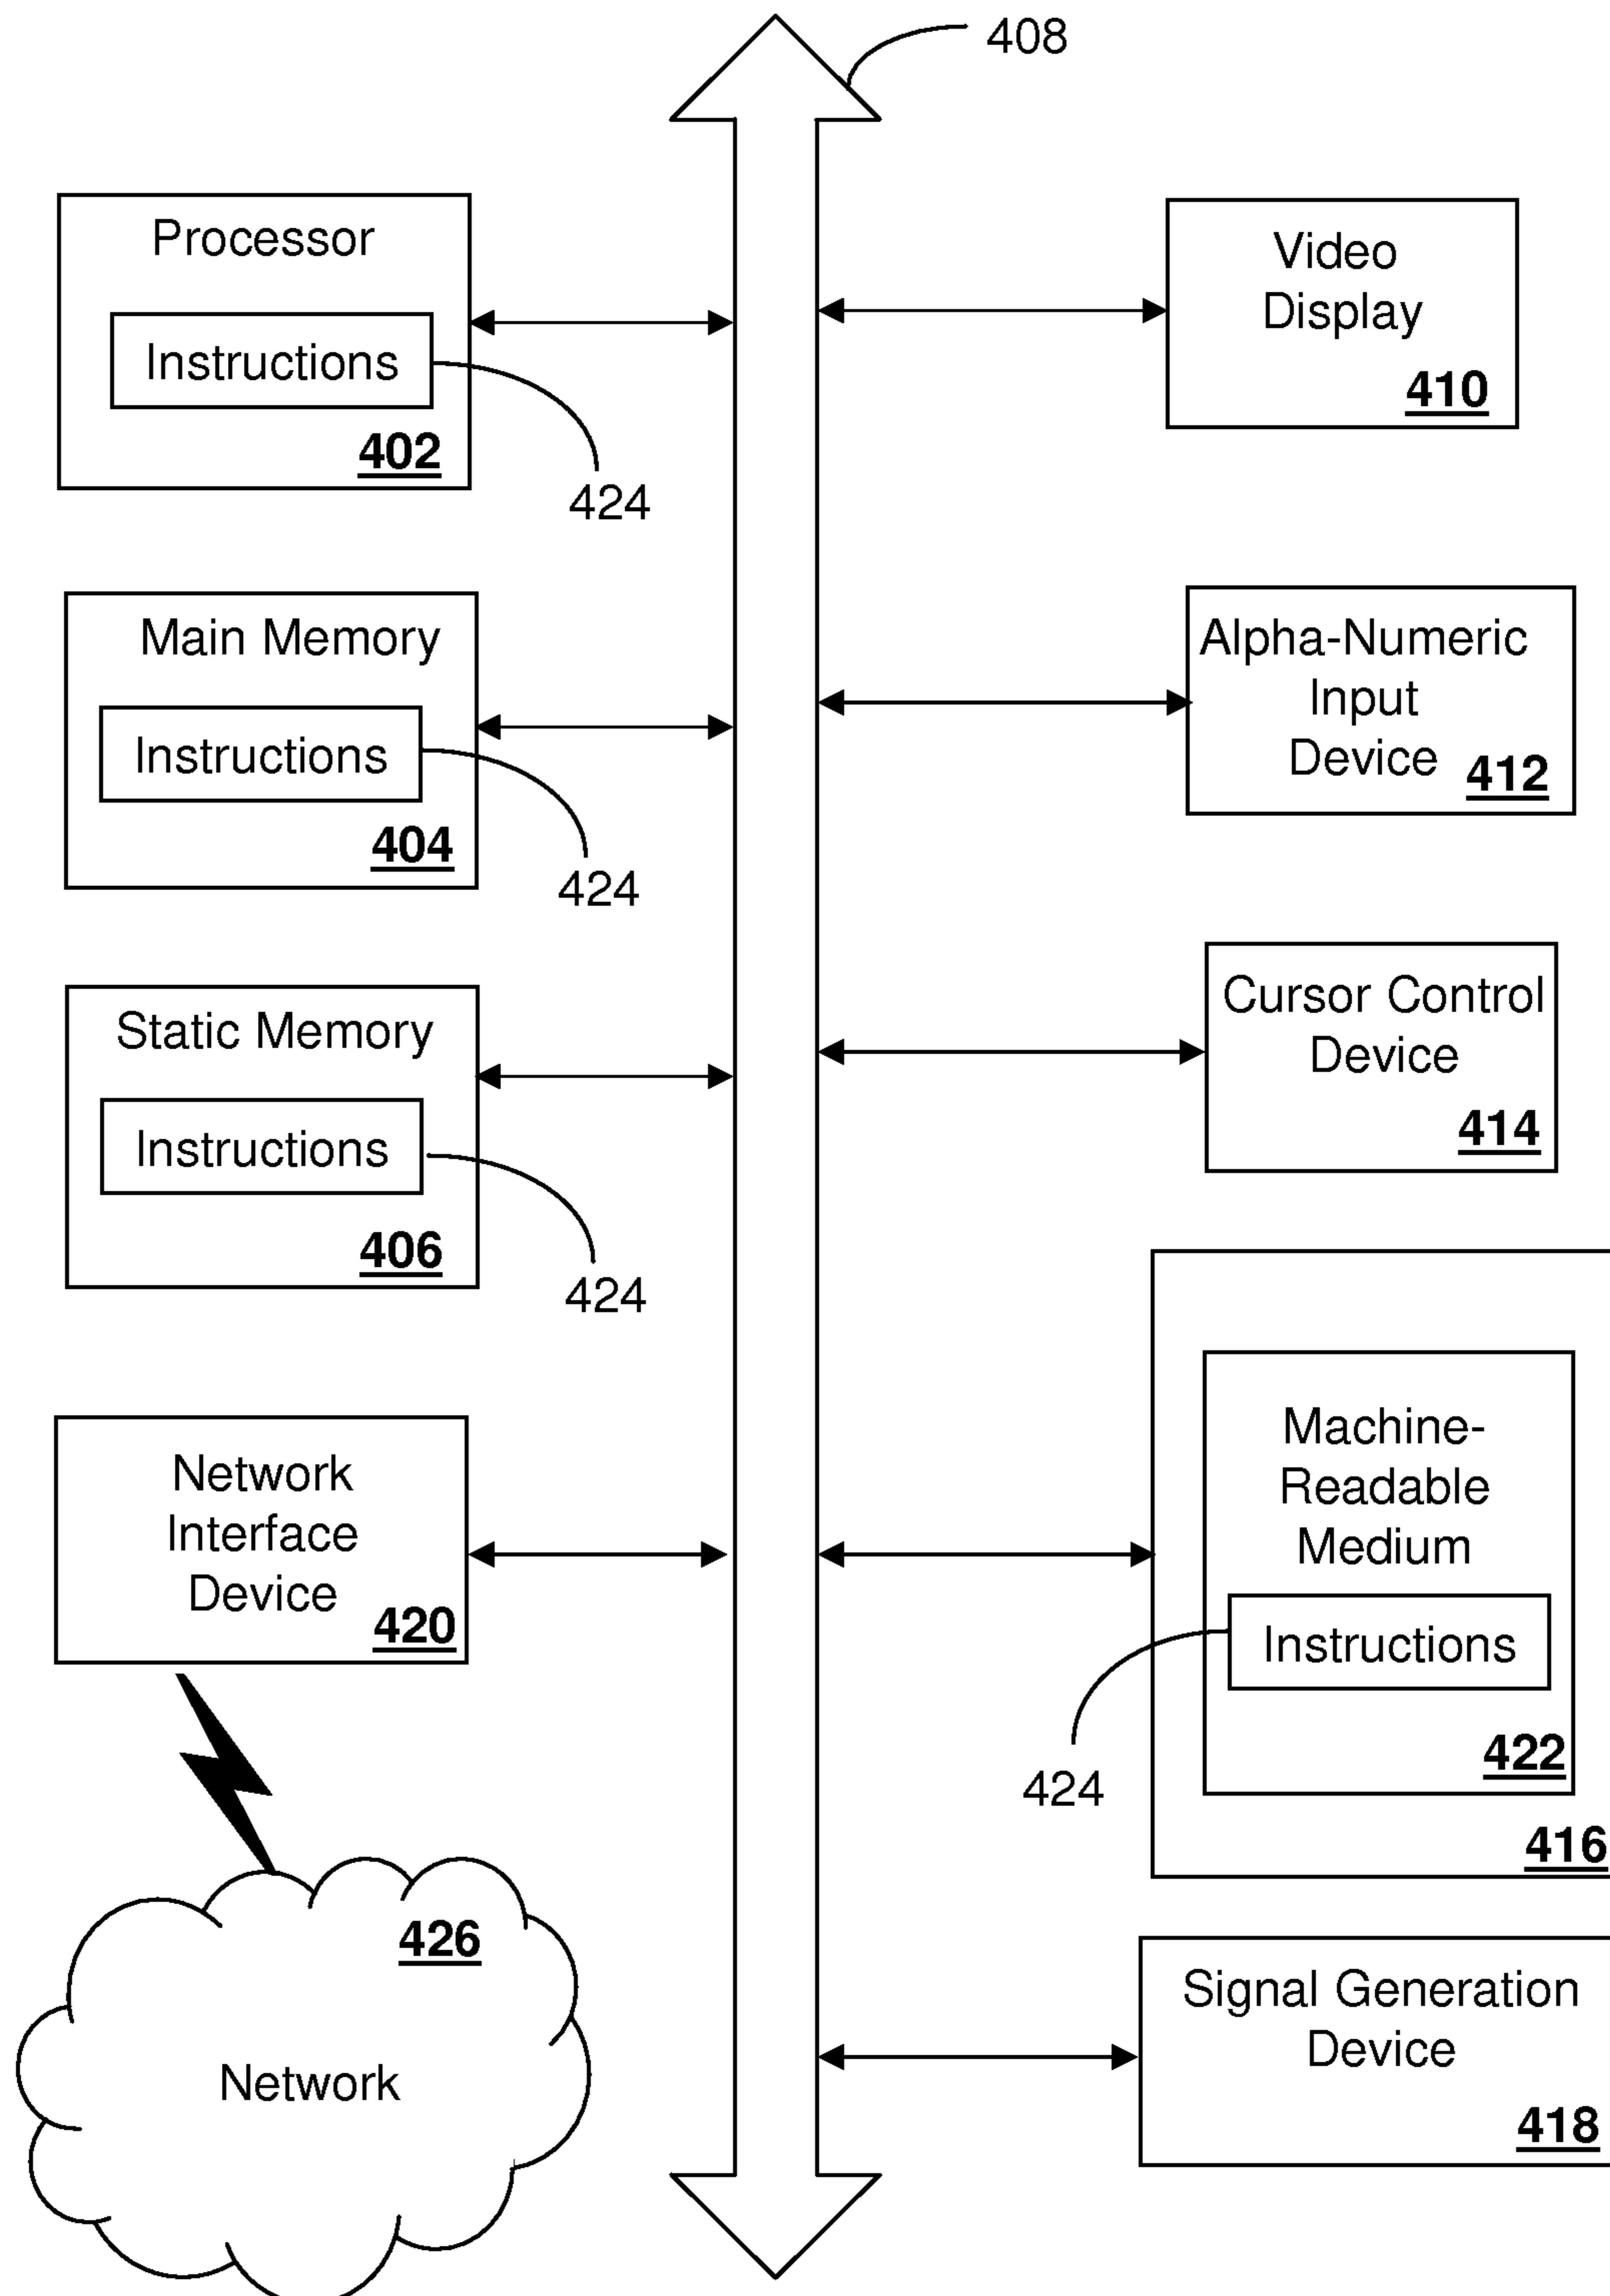 408
Processor
Instructions
402
424
Main Memory
Instructions
404
424
Static Memory
Instructions
406
424
Network
Interface
Device
420
426
Network
Video
Display
410
Alpha-Numeric
Input
Device
412
Cursor Control
Device
414
Machine-
Readable
Medium
Instructions
422
424
416
Signal Generation
Device
418